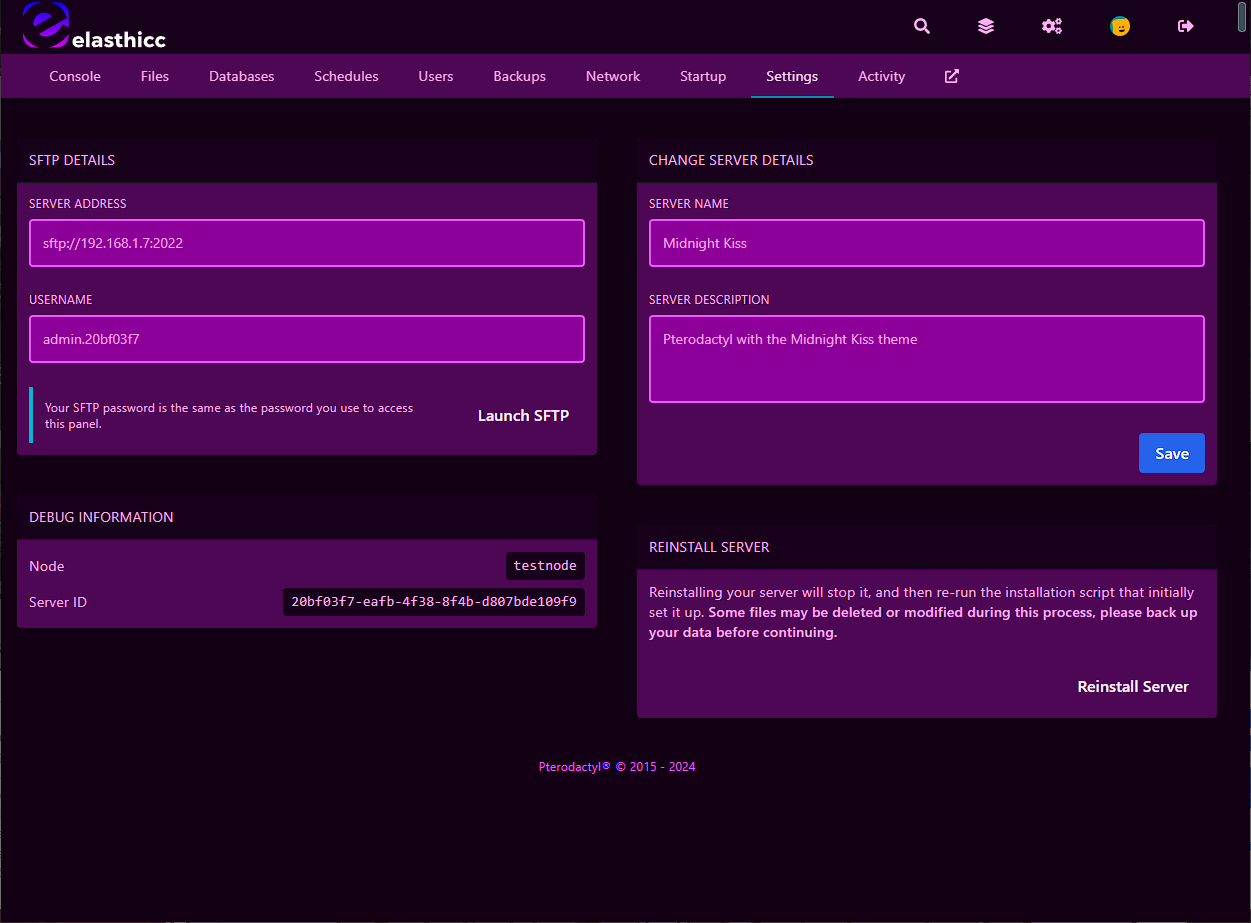 elasthicc
Console Files Databases Schedules Users Backups Network Startup Settings Activity
SFTP DETAILS
SERVER ADDRESS
sftp://192.168.1.7:2022
USERNAME
admin.20bf03f7
Your SFTP password is the same as the password you use to access
this panel.
Launch SFTP
DEBUG INFORMATION
Node testnode
Server ID 20bf03f7-eafb-4f38-8f4b-d807bde109f9
CHANGE SERVER DETAILS
SERVER NAME
Midnight Kiss
SERVER DESCRIPTION
Pterodactyl with the Midnight Kiss theme
Save
REINSTALL SERVER
Reinstalling your server will stop it, and then re-run the installation script that initially
set it up. Some files may be deleted or modified during this process, please back up
your data before continuing.
Reinstall Server
Pterodactyl® © 2015 - 2024